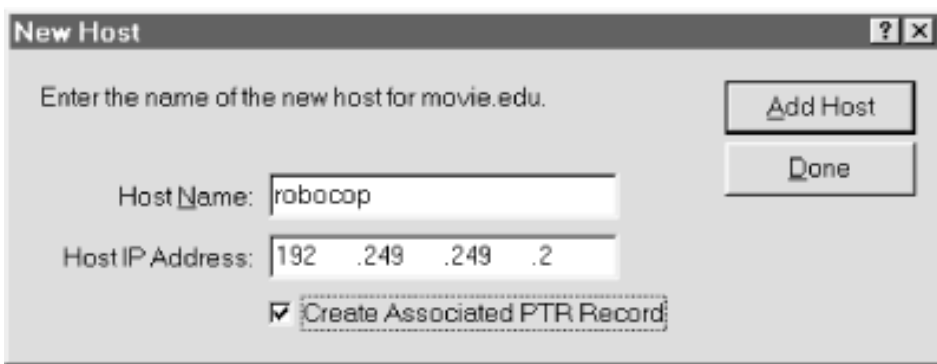 New Host
Enter the name of the new host for movie.edu.
Add Host
Done
Host Name: robocop
Host IP Address: 192 .249 .249 .2
Create Associated PTR Record